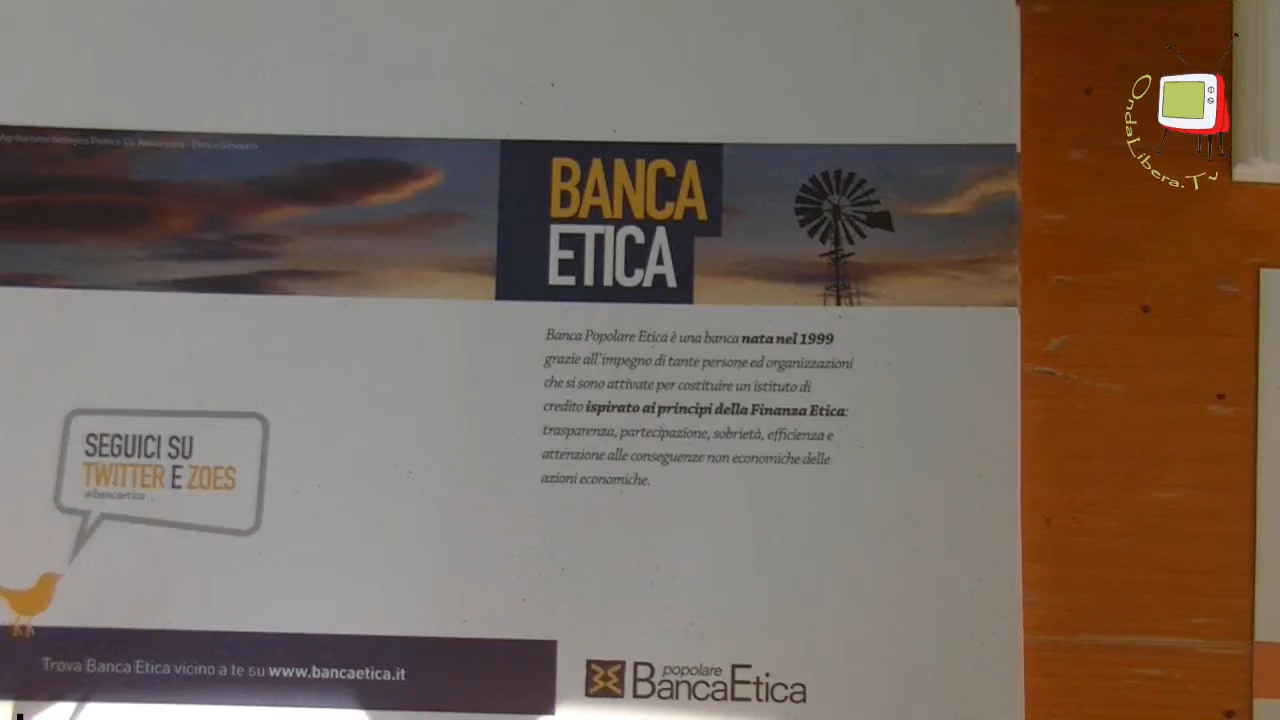 OndaLibera.Tv
BANCA
ETICA
Banca Popolare Etica è una banca nata nel 1999
grazie all'impegno di tante persone ed organizzazioni
che si sono attivate per costituire un istituto di
credito ispirato ai principi della Finanza Etica:
trasparenza, partecipazione, sobrietà, efficienza e
attenzione alle conseguenze non economiche delle
azioni economiche.
SEGUICI SU
TWITTER E ZOES
#bancaetica
Trova Banca Etica vicino a te su www.bancaetica.it
popolare
BancaEtica